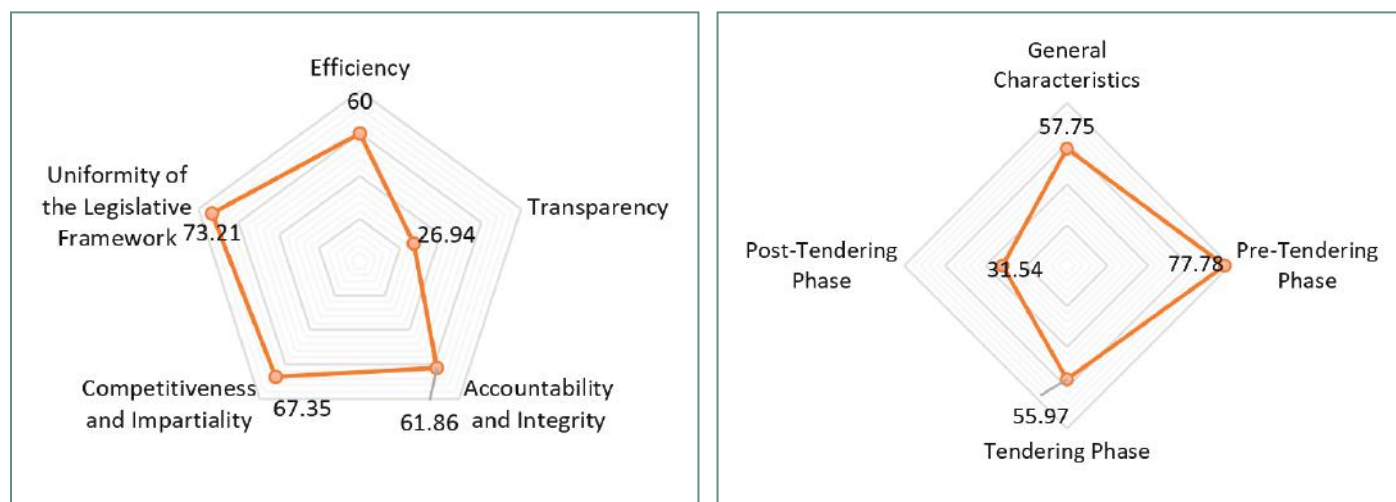 Efficiency
60
Uniformity of
the Legislative
Framework
73.21
Transparency
26.94
Competitiveness
and Impartiality
67.35
Accountability
and Integrity
61.86
General
Characteristics
57.75
Post-Tendering
Phase
31.54
Pre-Tendering
Phase
77.78
55.97
Tendering Phase